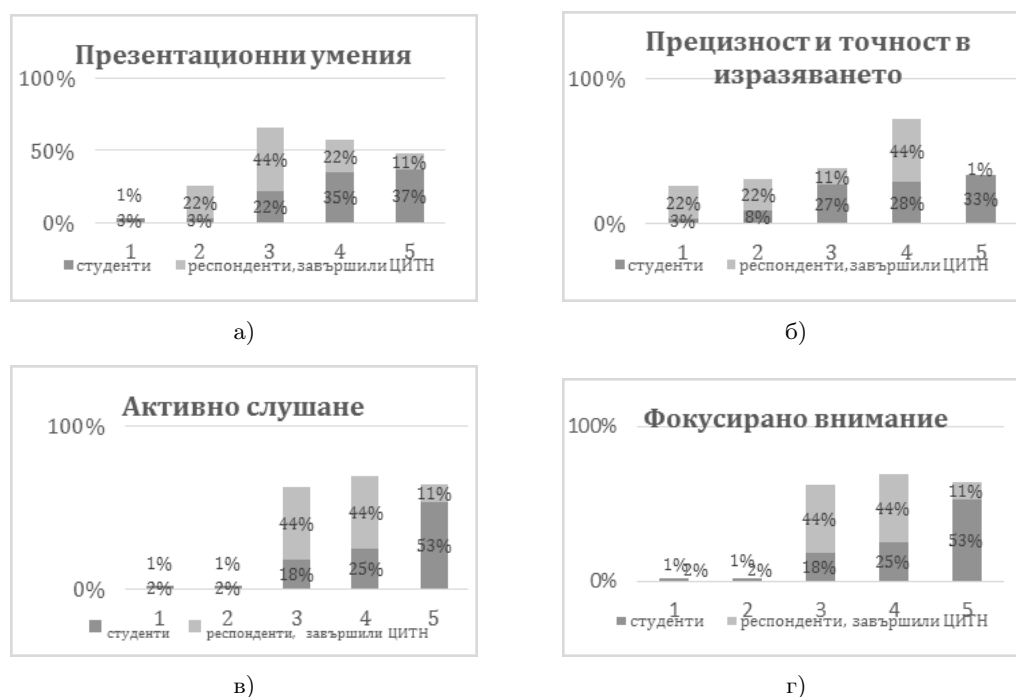 Презентационни умения
100%
50%
0%
1%
3%
22%
3%
44%
22%
22%
35%
11%
37%
1 2 3 4 5
студенти респонденти, завършили ЦИТН
а)
Прецизност и точност в
изразяването
100%
0%
22%
3%
22%
8%
11%
27%
44%
28%
1%
33%
1 2 3 4 5
студенти респонденти, завършили ЦИТН
б)
Активно слушане
100%
0%
1%
2%
1%
2%
44%
18%
44%
25%
11%
53%
1 2 3 4 5
студенти респонденти, завършили ЦИТН
в)
Фокусирано внимание
100%
0%
1%
2%
1%
2%
44%
18%
44%
25%
11%
53%
1 2 3 4 5
студенти респонденти, завършили ЦИТН
г)